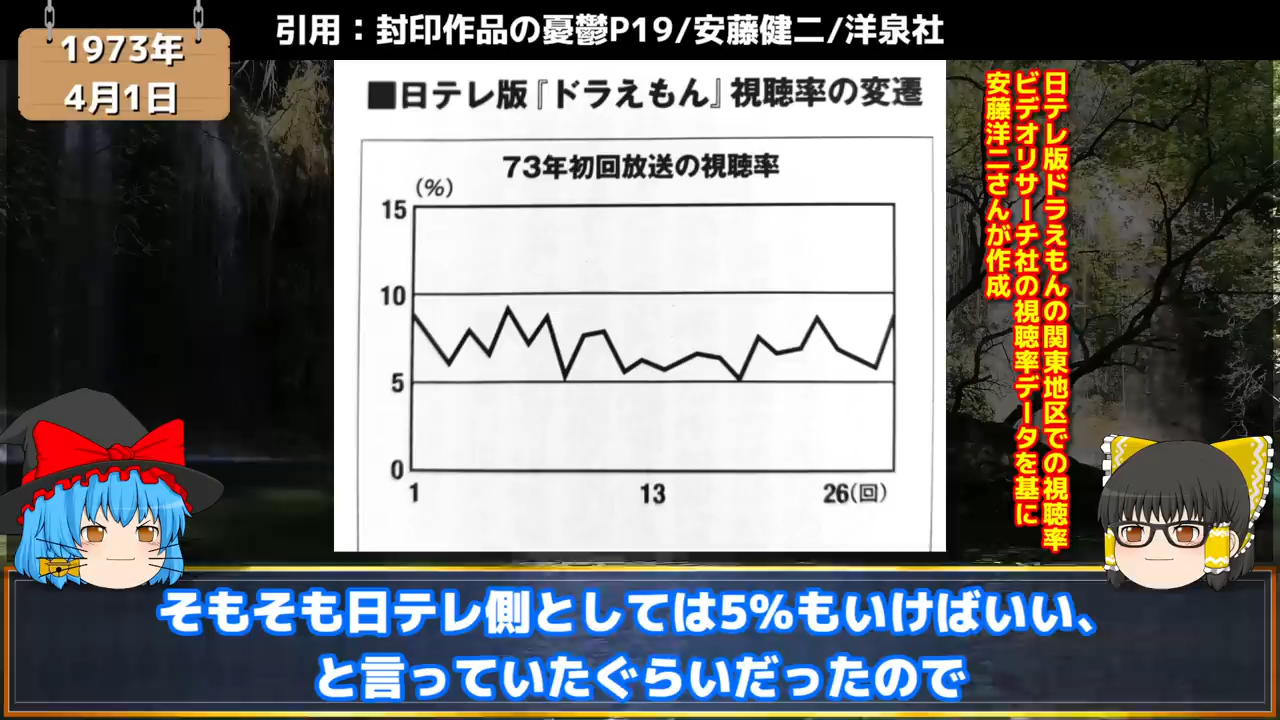 1973年
4月1日
引用：封印作品の憂鬱P19/安藤健二/洋泉社
■日テレ版『ドラえもん』視聴率の変遷
73年初回放送の視聴率
(%)
15
10
5
0
1
13
26(回)
日テレ版ドラえもんの関東地区での視聴率
ビデオリサーチ社の視聴率データを基に
安藤洋二さんが作成
そもそも日テレ側としては5%もいけばいい、
と言っていたぐらいだったので